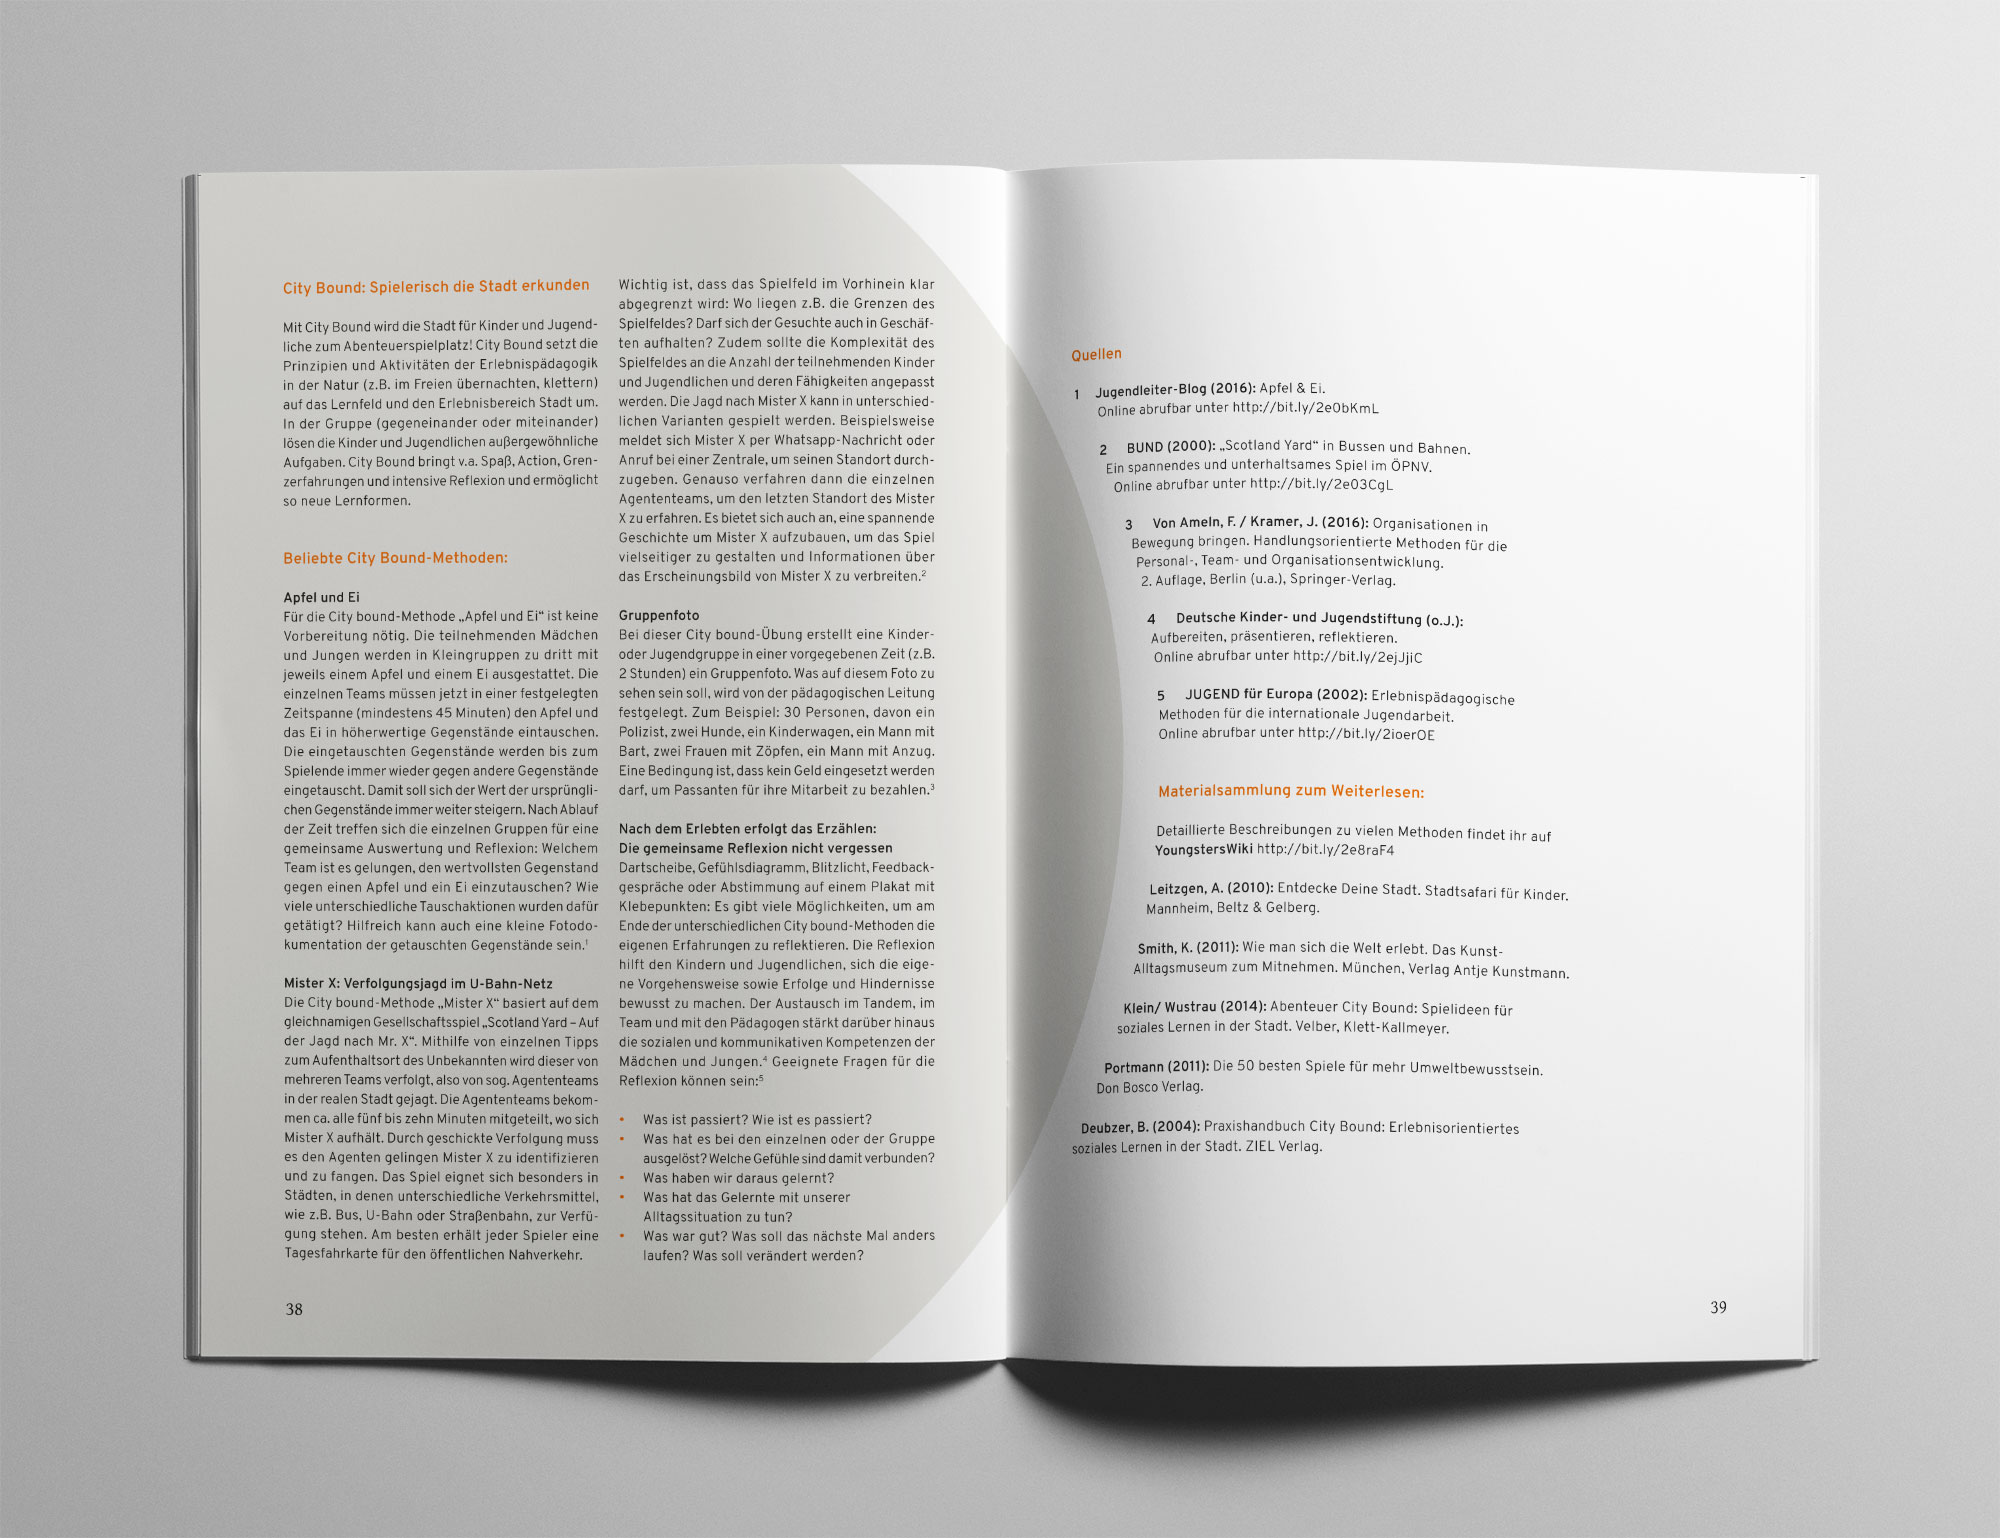 City Bound: Spielerisch die Stadt erkunden
Mit City Bound wird die Stadt für Kinder und Jugend-
liche zum Abenteuerspielplatz! City Bound setzt die
Prinzipien und Aktivitäten der Erlebnispädagogik
in der Natur (z.B. im Freien übernachten, klettern)
auf das Lernfeld und den Erlebnisbereich Stadt um.
In der Gruppe (gegeneinander oder miteinander)
lösen die Kinder und Jugendlichen außergewöhnliche
Aufgaben. City Bound bringt v.a. Spaß, Action, Gren-
zerfahrungen und intensive Reflexion und ermöglicht
so neue Lernformen.
Beliebte City Bound-Methoden:
Apfel und Ei
Für die City bound-Methode „Apfel und Ei“ ist keine
Vorbereitung nötig. Die teilnehmenden Mädchen
und Jungen werden in Kleingruppen zu dritt mit
jeweils einem Apfel und einem Ei ausgestattet. Die
einzelnen Teams müssen jetzt in einer festgelegten
Zeitspanne (mindestens 45 Minuten) den Apfel und
das Ei in höherwertige Gegenstände eintauschen.
Die eingetauschten Gegenstände werden bis zum
Spielende immer wieder gegen andere Gegenstände
eingetauscht. Damit soll sich der Wert der ursprüngli-
chen Gegenstände immer weiter steigern. Nach Ablauf
der Zeit treffen sich die einzelnen Gruppen für eine
gemeinsame Auswertung und Reflexion: Welchem
Team ist es gelungen, den wertvollsten Gegenstand
gegen einen Apfel und ein Ei einzutauschen? Wie
viele unterschiedliche Tauschaktionen wurden dafür
getätigt? Hilfreich kann auch eine kleine Fotodo-
kumentation der getauschten Gegenstände sein.¹
Mister X: Verfolgungsjagd im U-Bahn-Netz
Die City bound-Methode „Mister X“ basiert auf dem
gleichnamigen Gesellschaftsspiel „Scotland Yard – Auf
der Jagd nach Mr. X“. Mithilfe von einzelnen Tipps
zum Aufenthaltsort des Unbekannten wird dieser von
mehreren Teams verfolgt, also von sog. Agententeams
in der realen Stadt gejagt. Die Agententeams bekom-
men ca. alle fünf bis zehn Minuten mitgeteilt, wo sich
Mister X aufhält. Durch geschickte Verfolgung muss
es den Agenten gelingen Mister X zu identifizieren
und zu fangen. Das Spiel eignet sich besonders in
Städten, in denen unterschiedliche Verkehrsmittel,
wie z.B. Bus, U-Bahn oder Straßenbahn, zur Verfü-
gung stehen. Am besten erhält jeder Spieler eine
Tagesfahrkarte für den öffentlichen Nahverkehr.
38
Wichtig ist, dass das Spielfeld im Vorhinein klar
abgegrenzt wird: Wo liegen z.B. die Grenzen des
Spielfeldes? Darf sich der Gesuchte auch in Geschäf-
ten aufhalten? Zudem sollte die Komplexität des
Spielfeldes an die Anzahl der teilnehmenden Kinder
und Jugendlichen und deren Fähigkeiten angepasst
werden. Die Jagd nach Mister X kann in unterschied-
lichen Varianten gespielt werden. Beispielsweise
meldet sich Mister X per Whatsapp-Nachricht oder
Anruf bei einer Zentrale, um seinen Standort durch-
zugeben. Genauso verfahren dann die einzelnen
Agententeams, um den letzten Standort des Mister
X zu erfahren. Es bietet sich auch an, eine spannende
Geschichte um Mister X aufzubauen, um das Spiel
vielseitiger zu gestalten und Informationen über
das Erscheinungsbild von Mister X zu verbreiten.²
Gruppenfoto
Bei dieser City bound-Übung erstellt eine Kinder-
oder Jugendgruppe in einer vorgegebenen Zeit (z.B.
2 Stunden) ein Gruppenfoto. Was auf diesem Foto zu
sehen sein soll, wird von der pädagogischen Leitung
festgelegt. Zum Beispiel: 30 Personen, davon ein
Polizist, zwei Hunde, ein Kinderwagen, ein Mann mit
Bart, zwei Frauen mit Zöpfen, ein Mann mit Anzug.
Eine Bedingung ist, dass kein Geld eingesetzt werden
darf, um Passanten für ihre Mitarbeit zu bezahlen.³
Nach dem Erlebten erfolgt das Erzählen:
Die gemeinsame Reflexion nicht vergessen
Dartscheibe, Gefühlsdiagramm, Blitzlicht, Feedback-
gespräche oder Abstimmung auf einem Plakat mit
Klebepunkten: Es gibt viele Möglichkeiten, um am
Ende der unterschiedlichen City bound-Methoden die
eigenen Erfahrungen zu reflektieren. Die Reflexion
hilft den Kindern und Jugendlichen, sich die eige-
ne Vorgehensweise sowie Erfolge und Hindernisse
bewusst zu machen. Der Austausch im Tandem, im
Team und mit den Pädagogen stärkt darüber hinaus
die sozialen und kommunikativen Kompetenzen der
Mädchen und Jungen.⁴ Geeignete Fragen für die
Reflexion können sein:⁵
• Was ist passiert? Wie ist es passiert?
• Was hat es bei den einzelnen oder der Gruppe
ausgelöst? Welche Gefühle sind damit verbunden?
• Was haben wir daraus gelernt?
• Was hat das Gelernte mit unserer
Alltagssituation zu tun?
• Was war gut? Was soll das nächste Mal anders
laufen? Was soll verändert werden?
Quellen
1 Jugendleiter-Blog (2016): Apfel & Ei.
Online abrufbar unter http://bit.ly/2e0bKmL
2 BUND (2000): „Scotland Yard“ in Bussen und Bahnen.
Ein spannendes und unterhaltsames Spiel im ÖPNV.
Online abrufbar unter http://bit.ly/2e03CgL
3 Von Ameln, F. / Kramer, J. (2016): Organisationen in
Bewegung bringen. Handlungsorientierte Methoden für die
Personal-, Team- und Organisationsentwicklung.
2. Auflage, Berlin (u.a.), Springer-Verlag.
4 Deutsche Kinder- und Jugendstiftung (o.J.):
Aufbereiten, präsentieren, reflektieren.
Online abrufbar unter http://bit.ly/2ejJjiC
5 JUGEND für Europa (2002): Erlebnispädagogische
Methoden für die internationale Jugendarbeit.
Online abrufbar unter http://bit.ly/2ioerOE
Materialsammlung zum Weiterlesen:
Detaillierte Beschreibungen zu vielen Methoden findet ihr auf
YoungstersWiki http://bit.ly/2e8raF4
Leitzgen, A. (2010): Entdecke Deine Stadt. Stadtsafari für Kinder.
Mannheim, Beltz & Gelberg.
Smith, K. (2011): Wie man sich die Welt erlebt. Das Kunst-
Alltagsmuseum zum Mitnehmen. München, Verlag Antje Kunstmann.
Klein/ Wustrau (2014): Abenteuer City Bound: Spielideen für
soziales Lernen in der Stadt. Velber, Klett-Kallmeyer.
Portmann (2011): Die 50 besten Spiele für mehr Umweltbewusstsein.
Don Bosco Verlag.
Deubzer, B. (2004): Praxishandbuch City Bound: Erlebnisorientiertes
soziales Lernen in der Stadt. ZIEL Verlag.
39